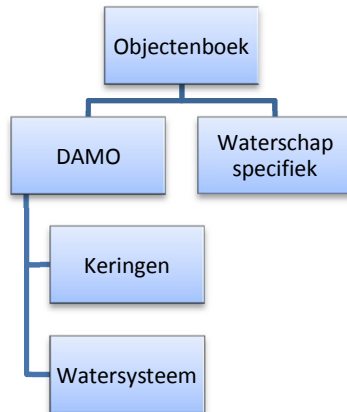 Objectenboek
DAMO
Waterschap
specifiek
Keringen
Watersysteem